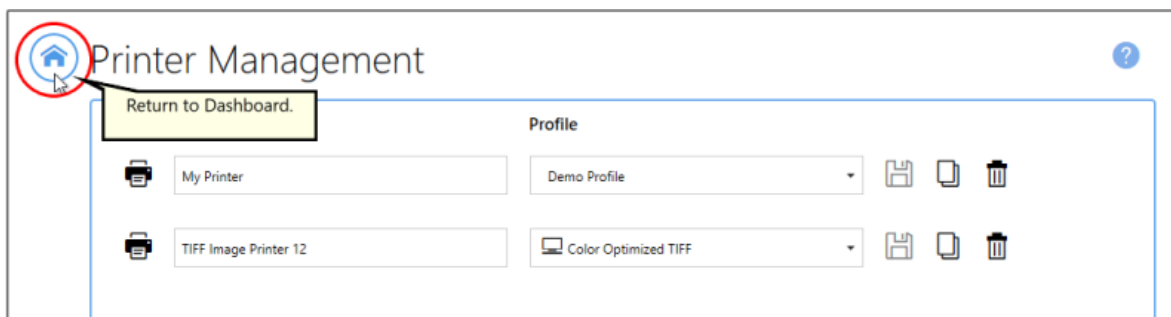 Printer Management
?
Return to Dashboard.
Profile
My Printer
Demo Profile
TIFF Image Printer 12
Color Optimized TIFF